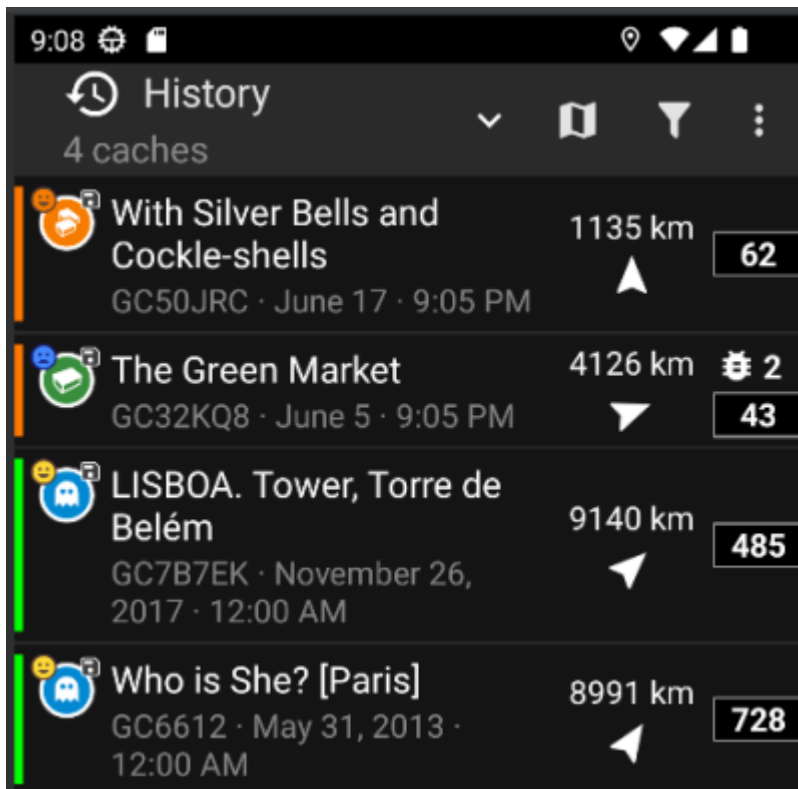 9:08
History
4 caches
With Silver Bells and
Cockle-shells
1135 km
62
GC50JRC · June 17 · 9:05 PM
The Green Market
4126 km
2
GC32KQ8 · June 5 · 9:05 PM
43
LISBOA. Tower, Torre de
Belém
9140 km
485
GC7B7EK · November 26,
2017 · 12:00 AM
Who is She? [Paris]
8991 km
728
GC6612 · May 31, 2013 ·
12:00 AM